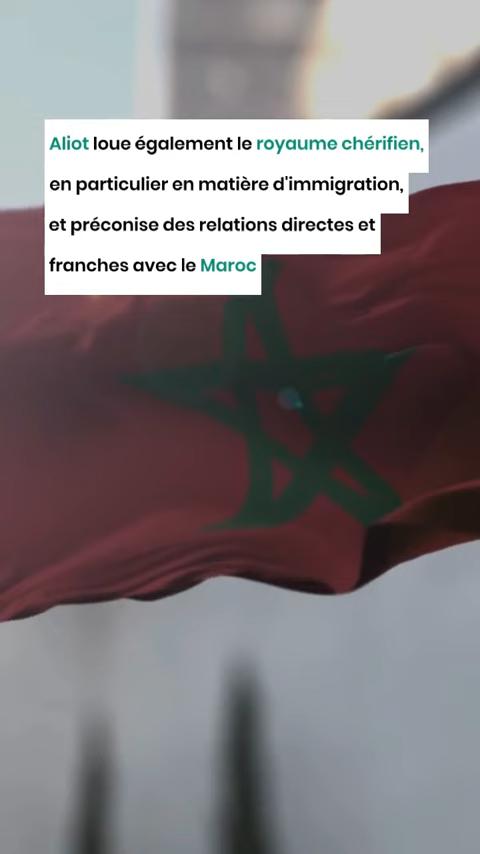 Aliot loue également le royaume chérifien,
en particulier en matière d'immigration,
et préconise des relations directes et
franches avec le Maroc